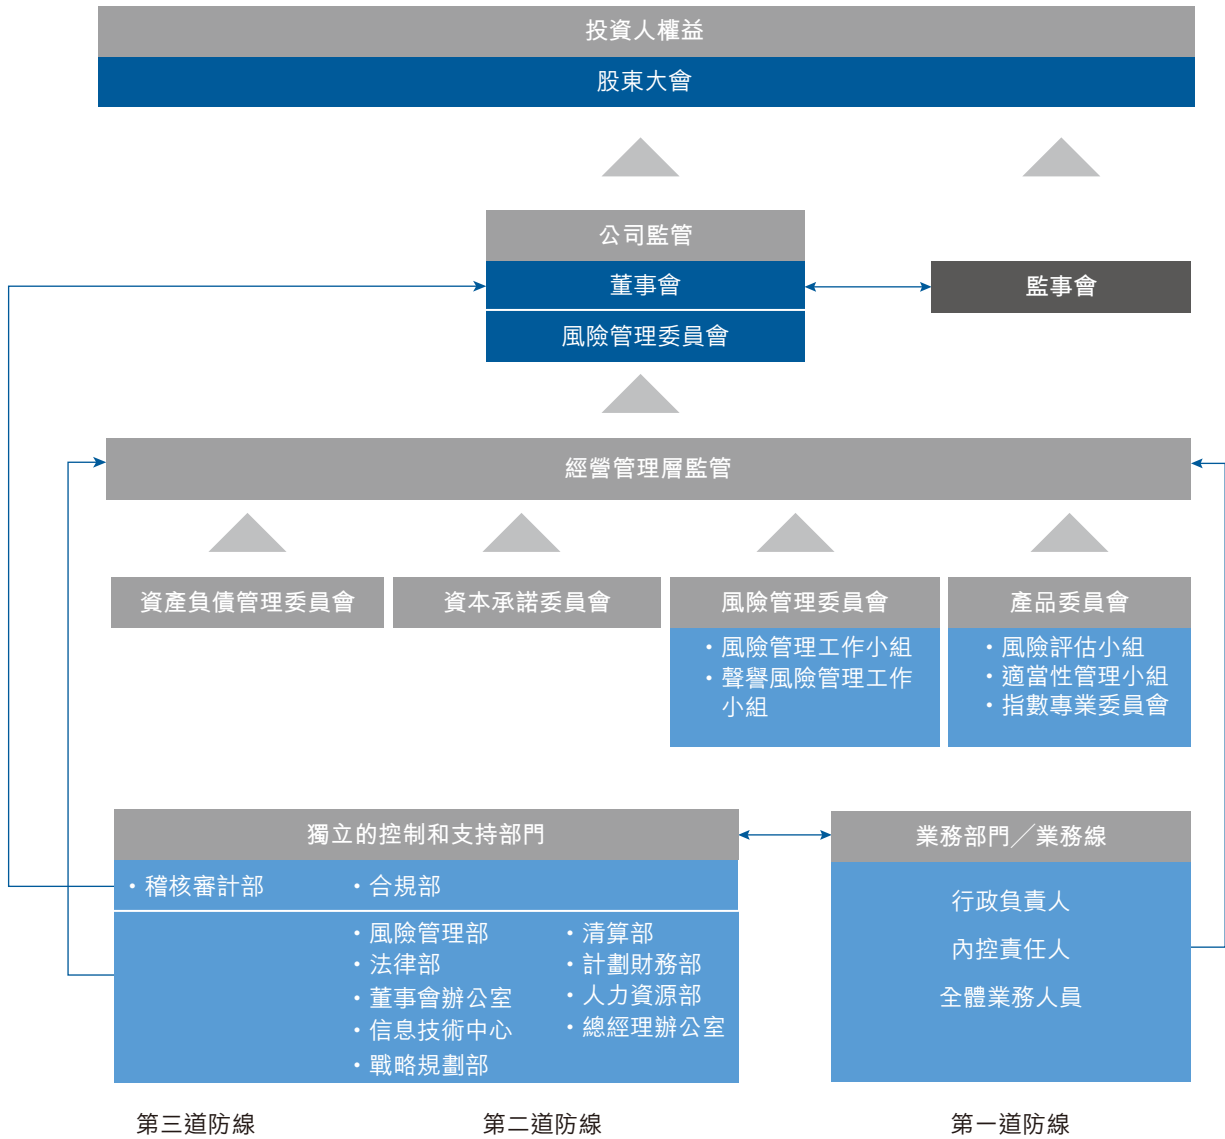 投資人權益
股東大會
公司監管
董事會
監事會
風險管理委員會
經營管理層監管
資產負債管理委員會
資本承諾委員會
風險管理委員會
・風險管理工作小組
・聲譽風險管理工作
小組
產品委員會
・風險評估小組
・適當性管理小組
・指數專業委員會
獨立的控制和支持部門
・稽核審計部
・合規部
・風險管理部
・法律部
・董事會辦公室
・信息技術中心
・戰略規劃部
・清算部
・計劃財務部
・人力資源部
・總經理辦公室
業務部門╱業務線
行政負責人
內控責任人
全體業務人員
第三道防線
第二道防線
第一道防線